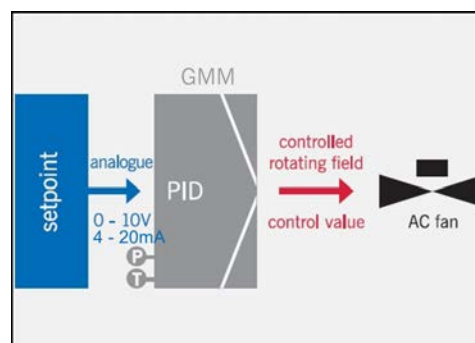 GMM
setpoint
analogue
0 - 10V
4 - 20mA
PID
P
T
controlled
rotating field
control value
AC fan